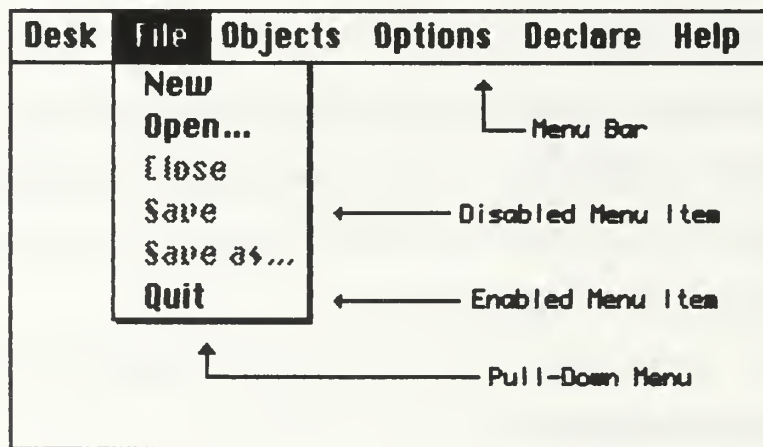 Desk File Objects Options Declare Help
New
Open...
Menu Bar
Close
Save
Disabled Menu Item
Save as...
Quit
Enabled Menu Item
Pull-Down Menu